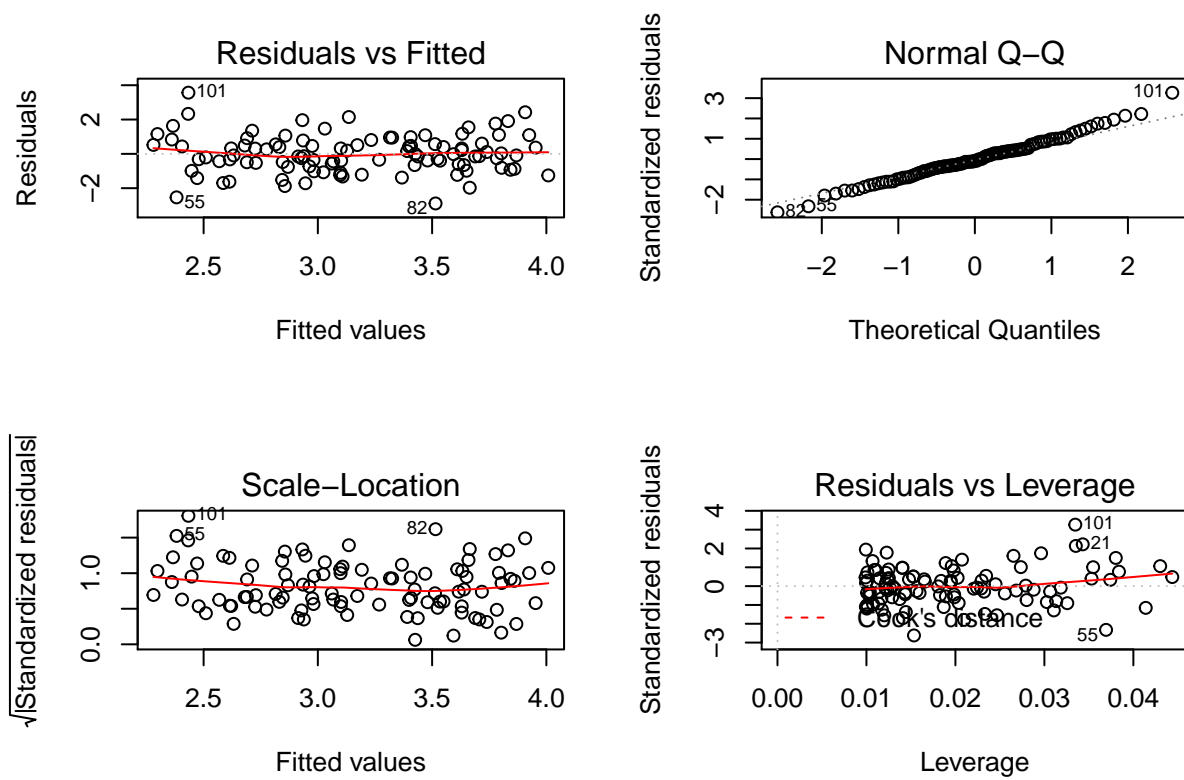 Residuals vs Fitted
Residuals
2
−2
101
55
82
2.5 3.0 3.5 4.0
Fitted values
Normal Q−Q
Standardized residuals
3
1
−2
101
82
55
−2 −1 0 1 2
Theoretical Quantiles
Scale−Location
√|Standardized residuals|
1.0
0.0
101
55
82
2.5 3.0 3.5 4.0
Fitted values
Residuals vs Leverage
Standardized residuals
4
2
0
−3
101
21
55
Cook's distance
0.00 0.01 0.02 0.03 0.04
Leverage